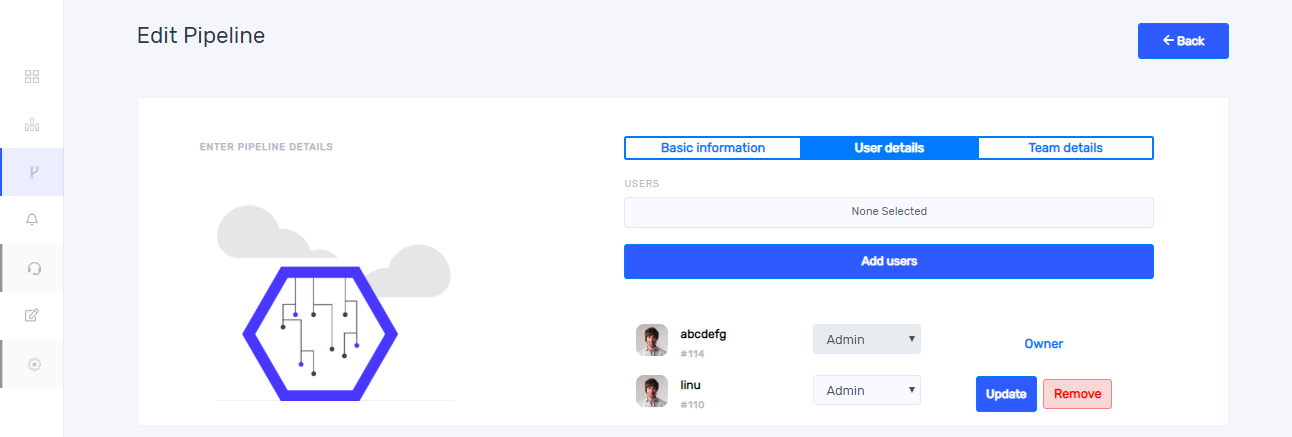 Edit Pipeline
← Back
ENTER PIPELINE DETAILS
Basic information
User details
Team details
USERS
None Selected
Add users
abcdefg
#114
Admin
Owner
linu
#110
Admin
Update
Remove